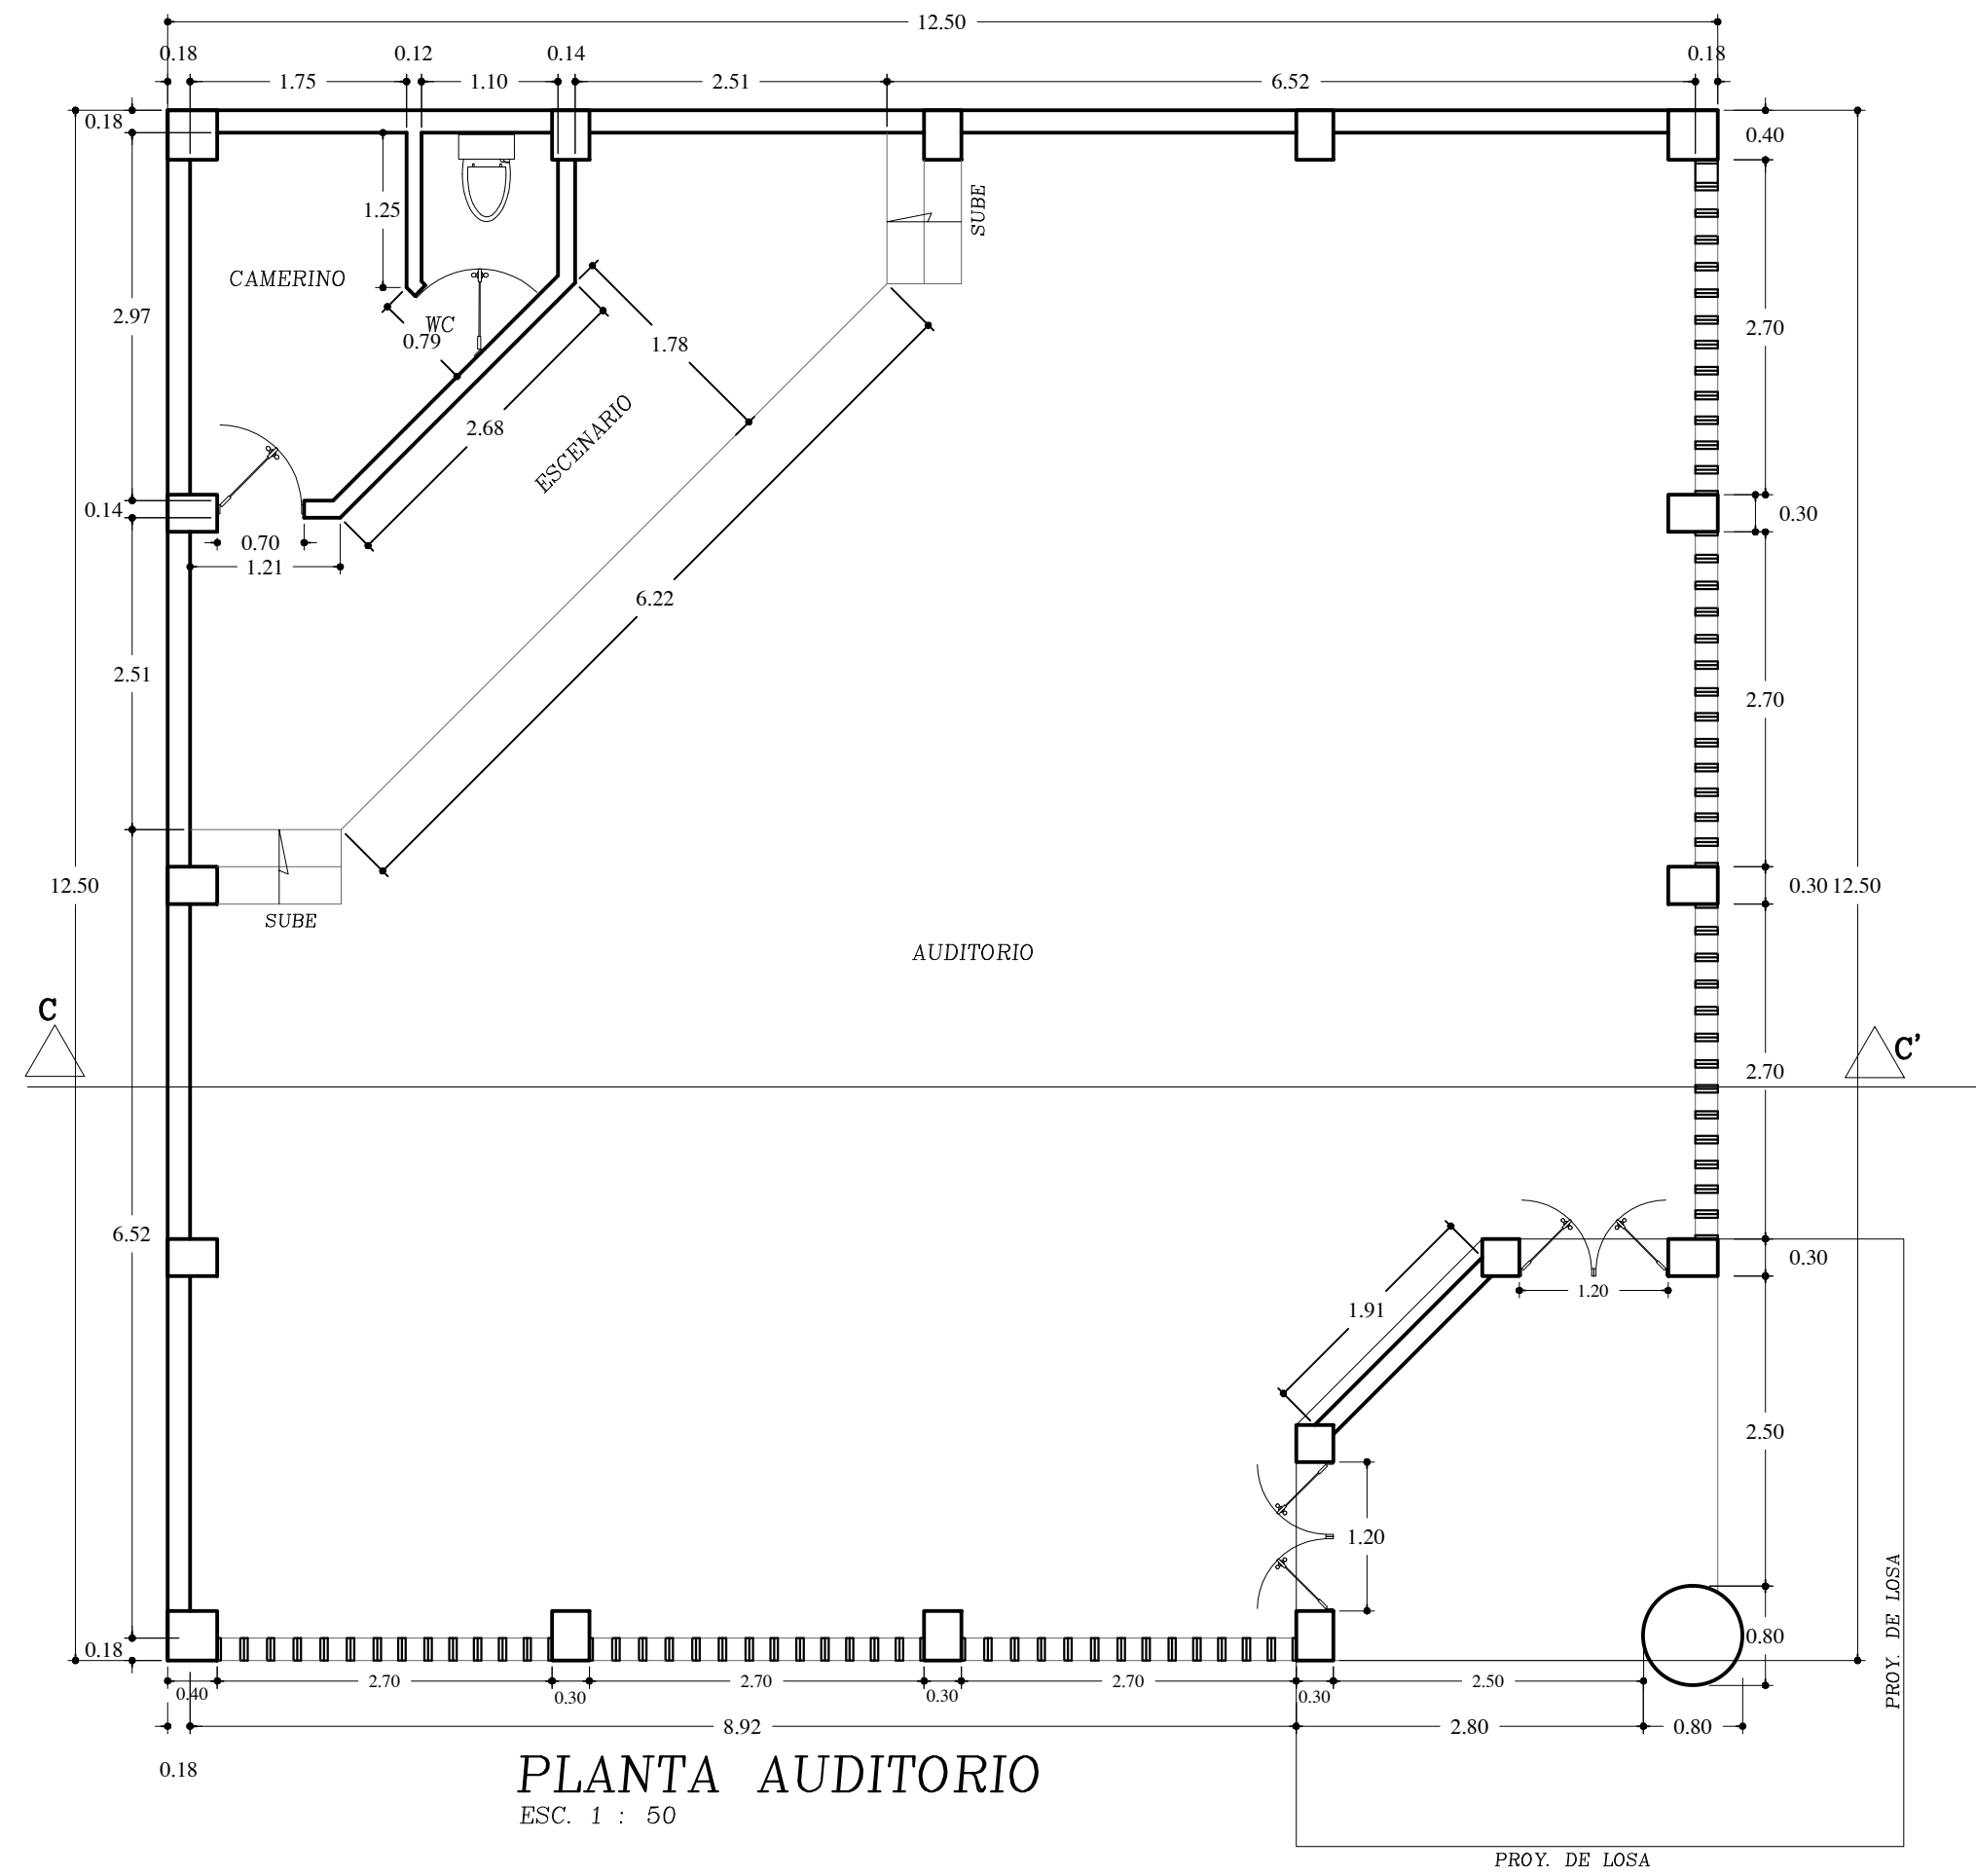 12.50
0.18 0.12 0.14 0.18
1.75 1.10 2.51 6.52
0.18
0.40
1.25
SUBE
CAMERINO
2.97
WC
0.79
1.78
2.70
2.68
ESCENARIO
0.14
0.30
0.70
1.21
6.22
2.51
2.70
12.50
0.30 12.50
SUBE
AUDITORIO
C
C'
2.70
6.52
0.30
1.20
1.91
2.50
1.20
PROY. DE LOSA
0.18
0.80
0.40 2.70 0.30 2.70 0.30 2.70 0.30 2.50
8.92 2.80 0.80
0.18
PLANTA AUDITORIO
ESC. 1 : 50
PROY. DE LOSA